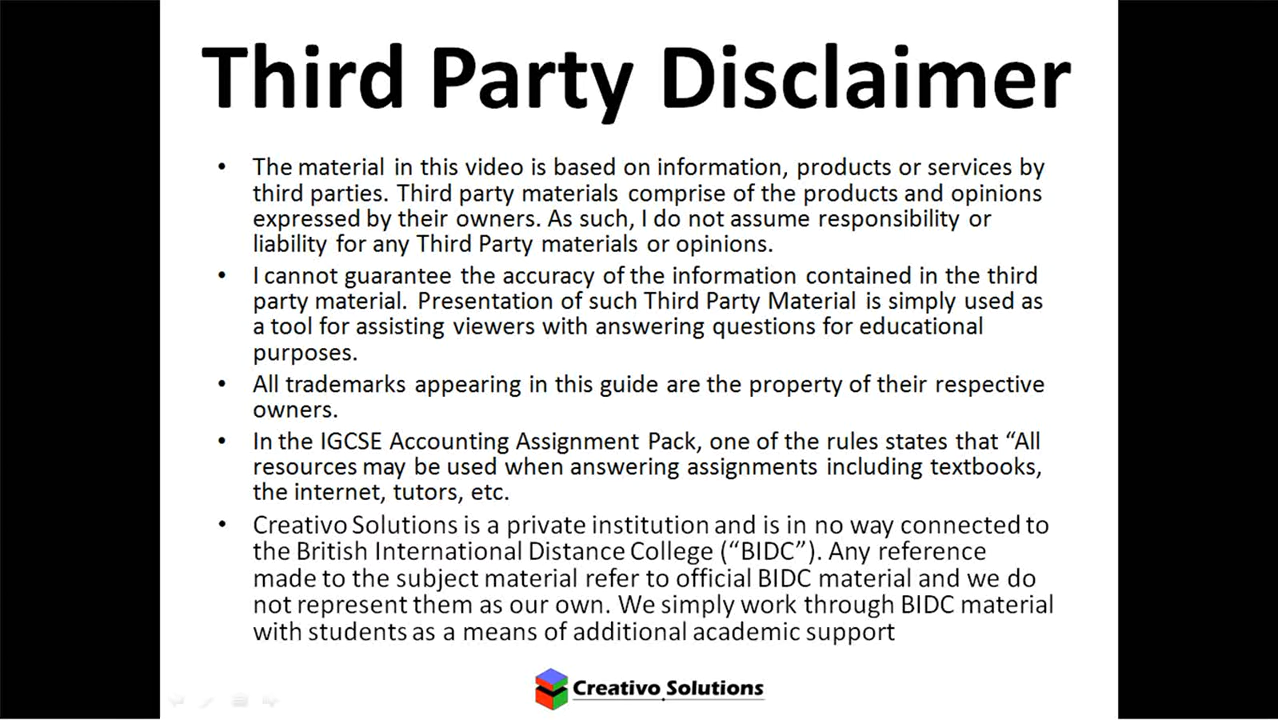 Third Party Disclaimer
• The material in this video is based on information, products or services by
third parties. Third party materials comprise of the products and opinions
expressed by their owners. As such, I do not assume responsibility or
liability for any Third Party materials or opinions.
• I cannot guarantee the accuracy of the information contained in the third
party material. Presentation of such Third Party Material is simply used as
a tool for assisting viewers with answering questions for educational
purposes.
• All trademarks appearing in this guide are the property of their respective
owners.
• In the IGCSE Accounting Assignment Pack, one of the rules states that “All
resources may be used when answering assignments including textbooks,
the internet, tutors, etc.
• Creativo Solutions is a private institution and is in no way connected to
the British International Distance College (“BIDC”). Any reference
made to the subject material refer to official BIDC material and we do
not represent them as our own. We simply work through BIDC material
with students as a means of additional academic support
Creativo Solutions